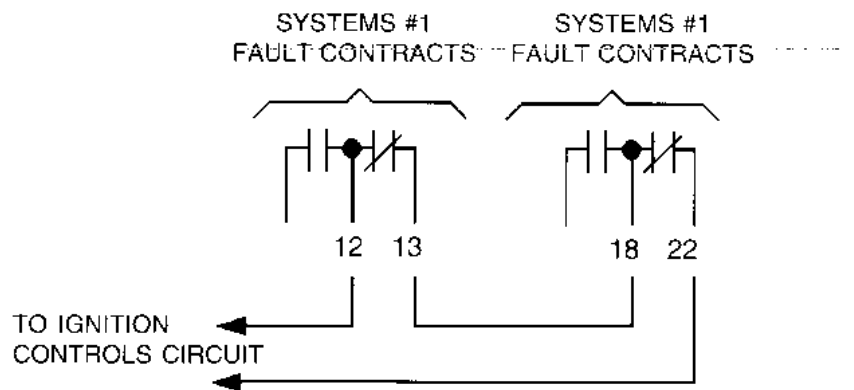 SYSTEMS #1
FAULT CONTRACTS
SYSTEMS #1
FAULT CONTRACTS
12 13
18 22
TO IGNITION
CONTROLS CIRCUIT